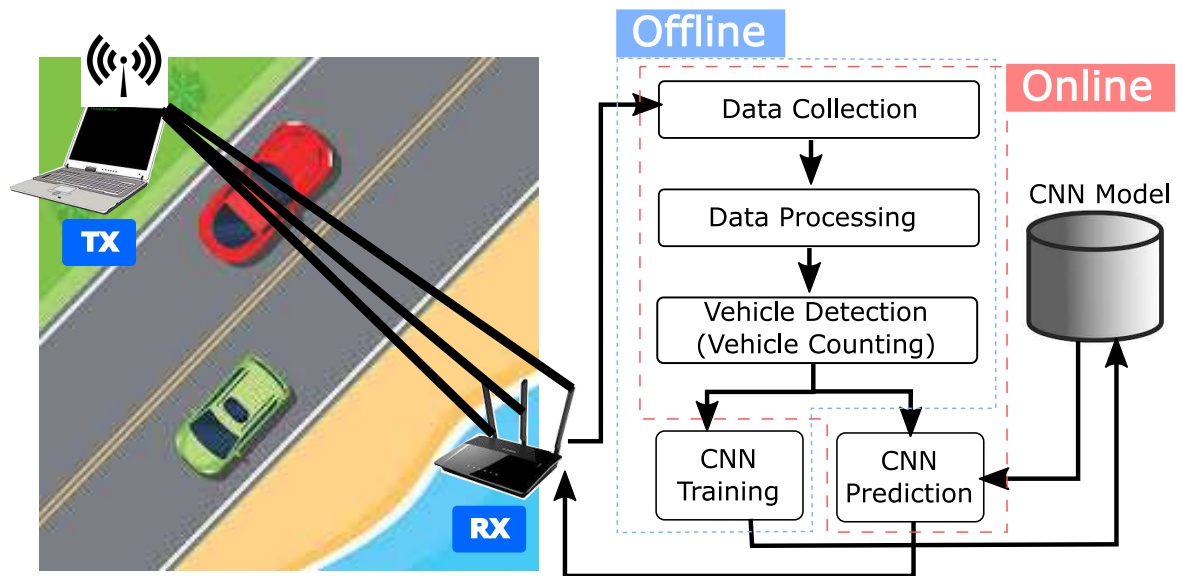 Offline
Online
Data Collection
Data Processing
Vehicle Detection
(Vehicle Counting)
CNN
Training
CNN
Prediction
CNN Model
TX
RX